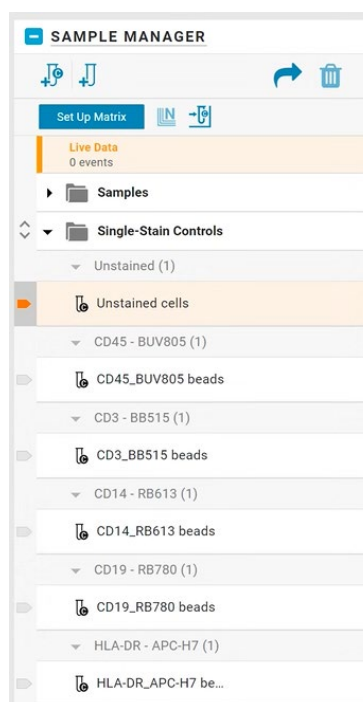 SAMPLE MANAGER
Set Up Matrix
Live Data
0 events
Samples
Single-Stain Controls
Unstained (1)
Unstained cells
CD45 - BUV805 (1)
CD45_BUV805 beads
CD3 - BB515 (1)
CD3_BB515 beads
CD14 - RB613 (1)
CD14_RB613 beads
CD19 - RB780 (1)
CD19_RB780 beads
HLA-DR - APC-H7 (1)
HLA-DR_APC-H7 be...